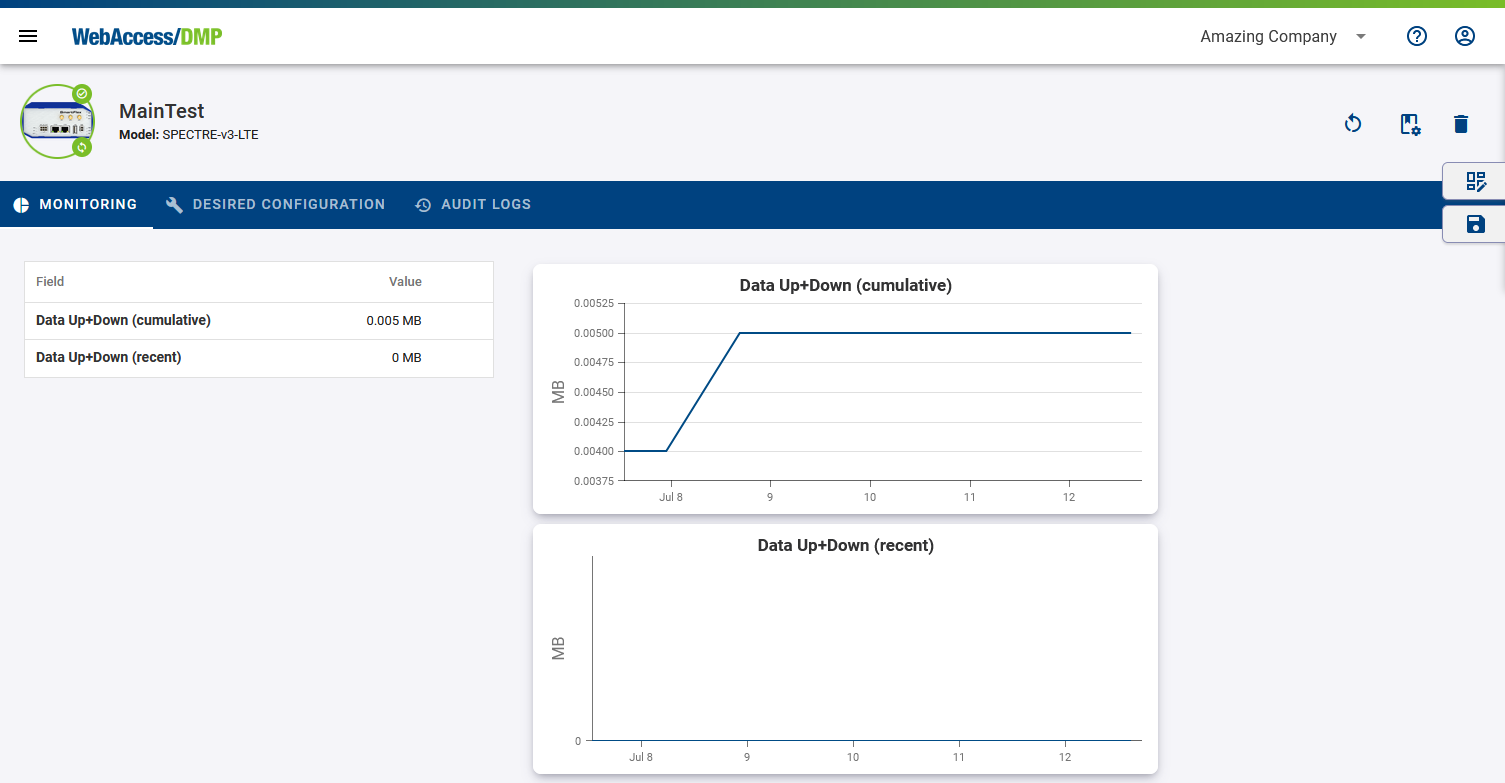 WebAccess/DMP
Amazing Company
MainTest
Model: SPECTRE-v3-LTE
MONITORING
DESIRED CONFIGURATION
AUDIT LOGS
Field Value
Data Up+Down (cumulative) 0.005 MB
Data Up+Down (recent) 0 MB
Data Up+Down (cumulative)
MB
0.00525
0.00500
0.00475
0.00450
0.00425
0.00400
0.00375
Jul 8 9 10 11 12
Data Up+Down (recent)
MB
0
Jul 8 9 10 11 12